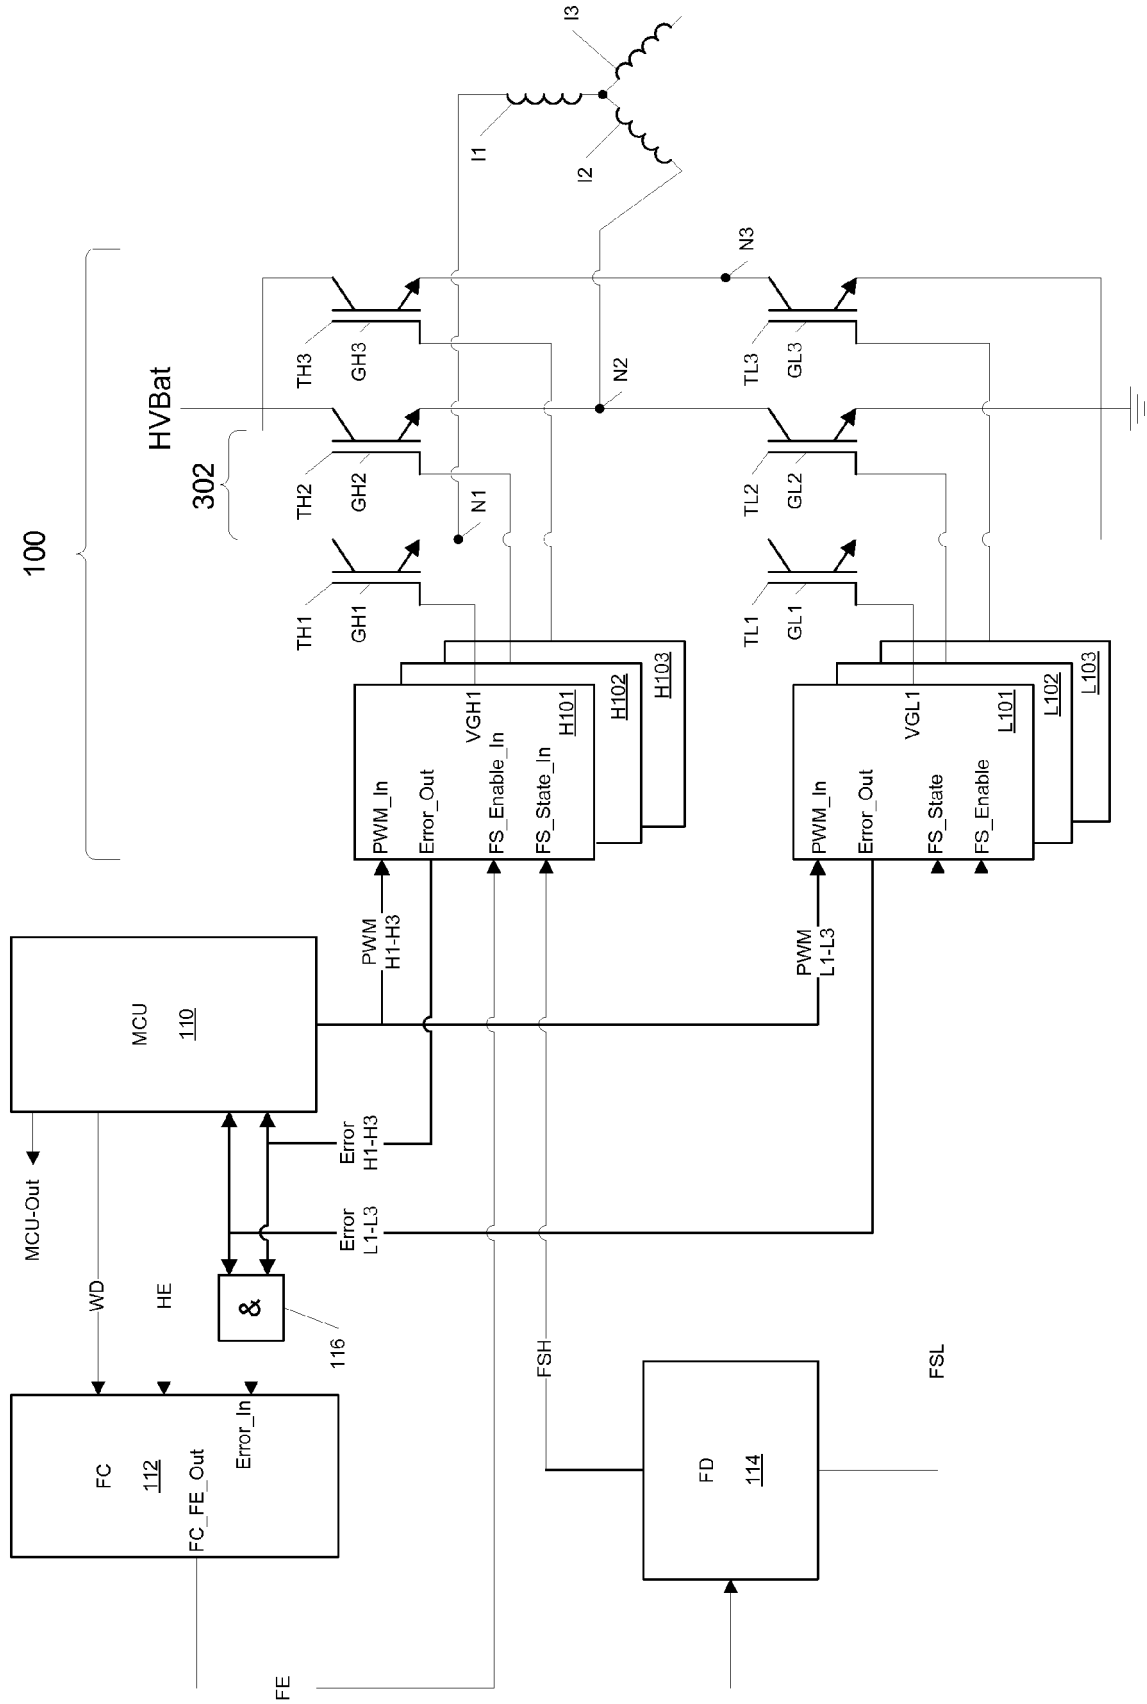 100
HVBat
302
MCU
110
MCU-Out
WD
HE
FC
112
FC_FE_Out
Error_In
&
116
FE
Error
H1-H3
Error
L1-L3
PWM
H1-H3
PWM
L1-L3
FSH
FD
114
FSL
PWM_In
Error_Out
VGH1
FS_Enable_In
FS_State_In
H101
H102
H103
PWM_In
Error_Out
VGL1
FS_State
FS_Enable
L101
L102
L103
TH1
GH1
TH2
GH2
TH3
GH3
N1
N2
N3
TL1
GL1
TL2
GL2
TL3
GL3
I1
I2
I3